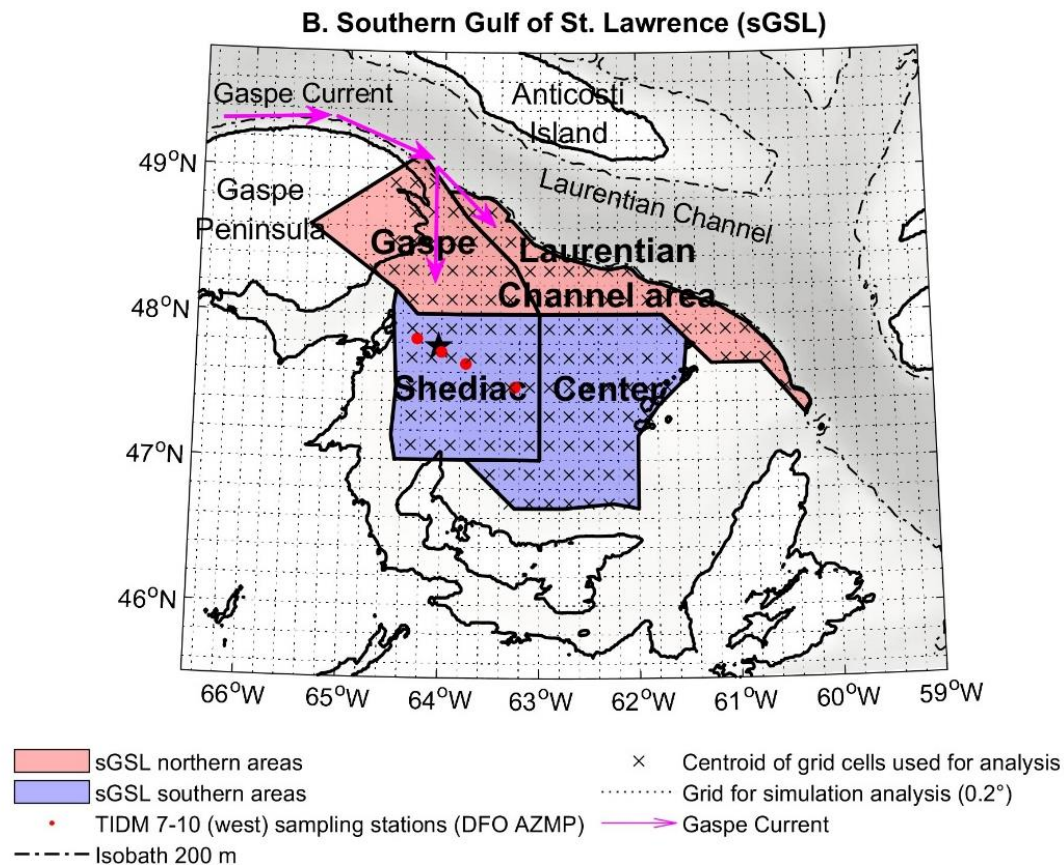 B. Southern Gulf of St. Lawrence (sGSL)
Gaspe Current
Anticosti
Island
49°N
Laurentian Channel
Gaspe
Peninsula
Gaspe
Laurentian
Channel area
48°N
Shediac
Center
47°N
46°N
66°W 65°W 64°W 63°W 62°W 61°W 60°W 59°W
sGSL northern areas
sGSL southern areas
TIDM 7-10 (west) sampling stations (DFO AZMP)
Isobath 200 m
Centroid of grid cells used for analysis
Grid for simulation analysis (0.2°)
Gaspe Current